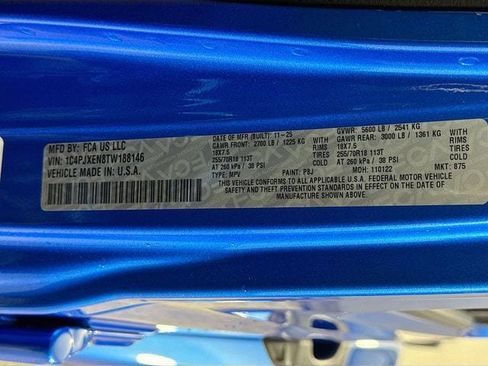 MFD BY: FCA US LLC
VIN: 1C4PJXEN8TW188146
VEHICLE MADE IN: U.S.A.
DATE OF MFR (BUILT): 11-25
GAWR FRONT: 2700 LB / 1225 KG
18X7.5 RIMS WITH
255/70R18 113T TIRES
AT 260 kPa / 38 PSI COLD
GVWR: 5600 LB / 2541 KG
GAWR REAR: 3000 LB / 1361 KG
18X7.5 RIMS WITH
255/70R18 113T TIRES
AT 260 kPa / 38 PSI COLD
TYPE: MPV PAINT: PBJ MDH: 110122 MKT: 875
THIS VEHICLE CONFORMS TO ALL APPLICABLE U.S.A. FEDERAL MOTOR VEHICLE
SAFETY, BUMPER, AND THEFT PREVENTION STANDARDS IN EFFECT ON THE DATE OF
MANUFACTURE SHOWN ABOVE